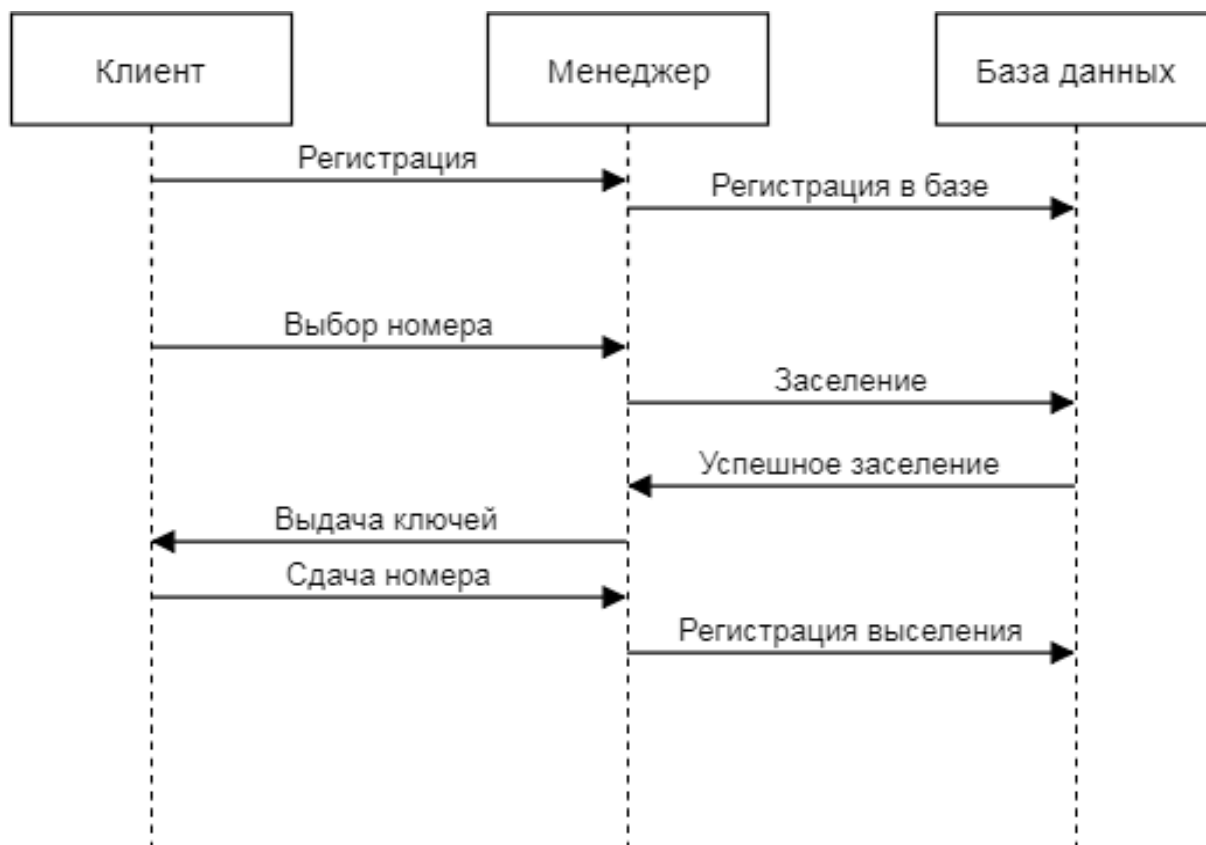 Клиент
Менеджер
База данных
Регистрация
Регистрация в базе
Выбор номера
Заселение
Успешное заселение
Выдача ключей
Сдача номера
Регистрация выселения